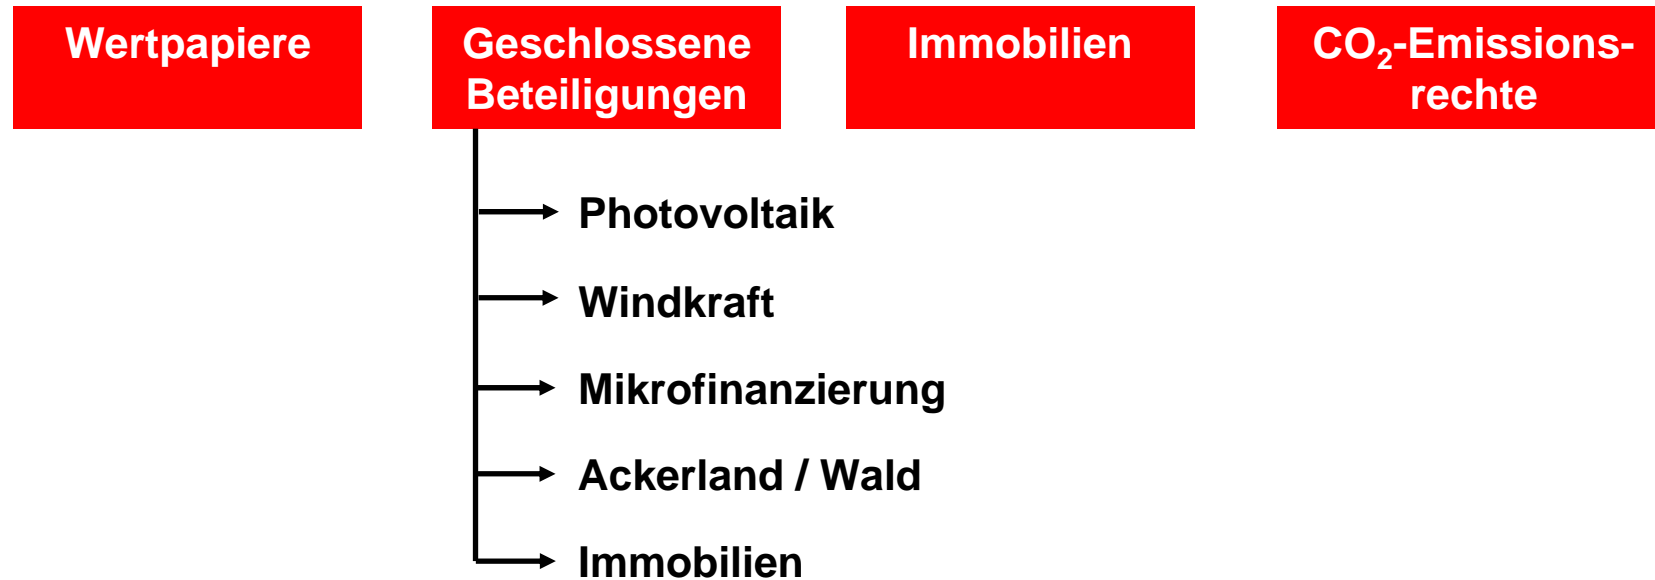 Wertpapiere
Geschlossene
Beteiligungen
Immobilien
CO₂-Emissions-
rechte
Photovoltaik
Windkraft
Mikrofinanzierung
Ackerland / Wald
Immobilien